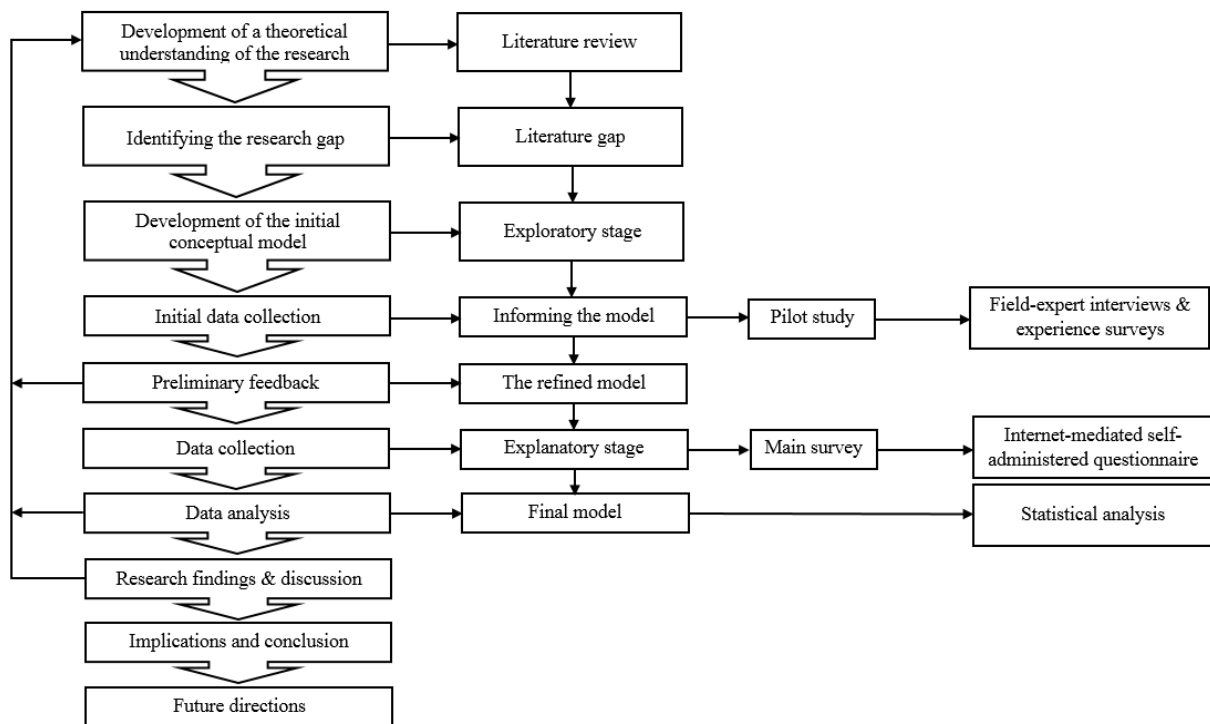 Development of a theoretical
understanding of the research
Literature review
Identifying the research gap
Literature gap
Development of the initial
conceptual model
Exploratory stage
Initial data collection
Informing the model
Pilot study
Field-expert interviews &
experience surveys
Preliminary feedback
The refined model
Data collection
Explanatory stage
Main survey
Internet-mediated self-
administered questionnaire
Data analysis
Final model
Statistical analysis
Research findings & discussion
Implications and conclusion
Future directions